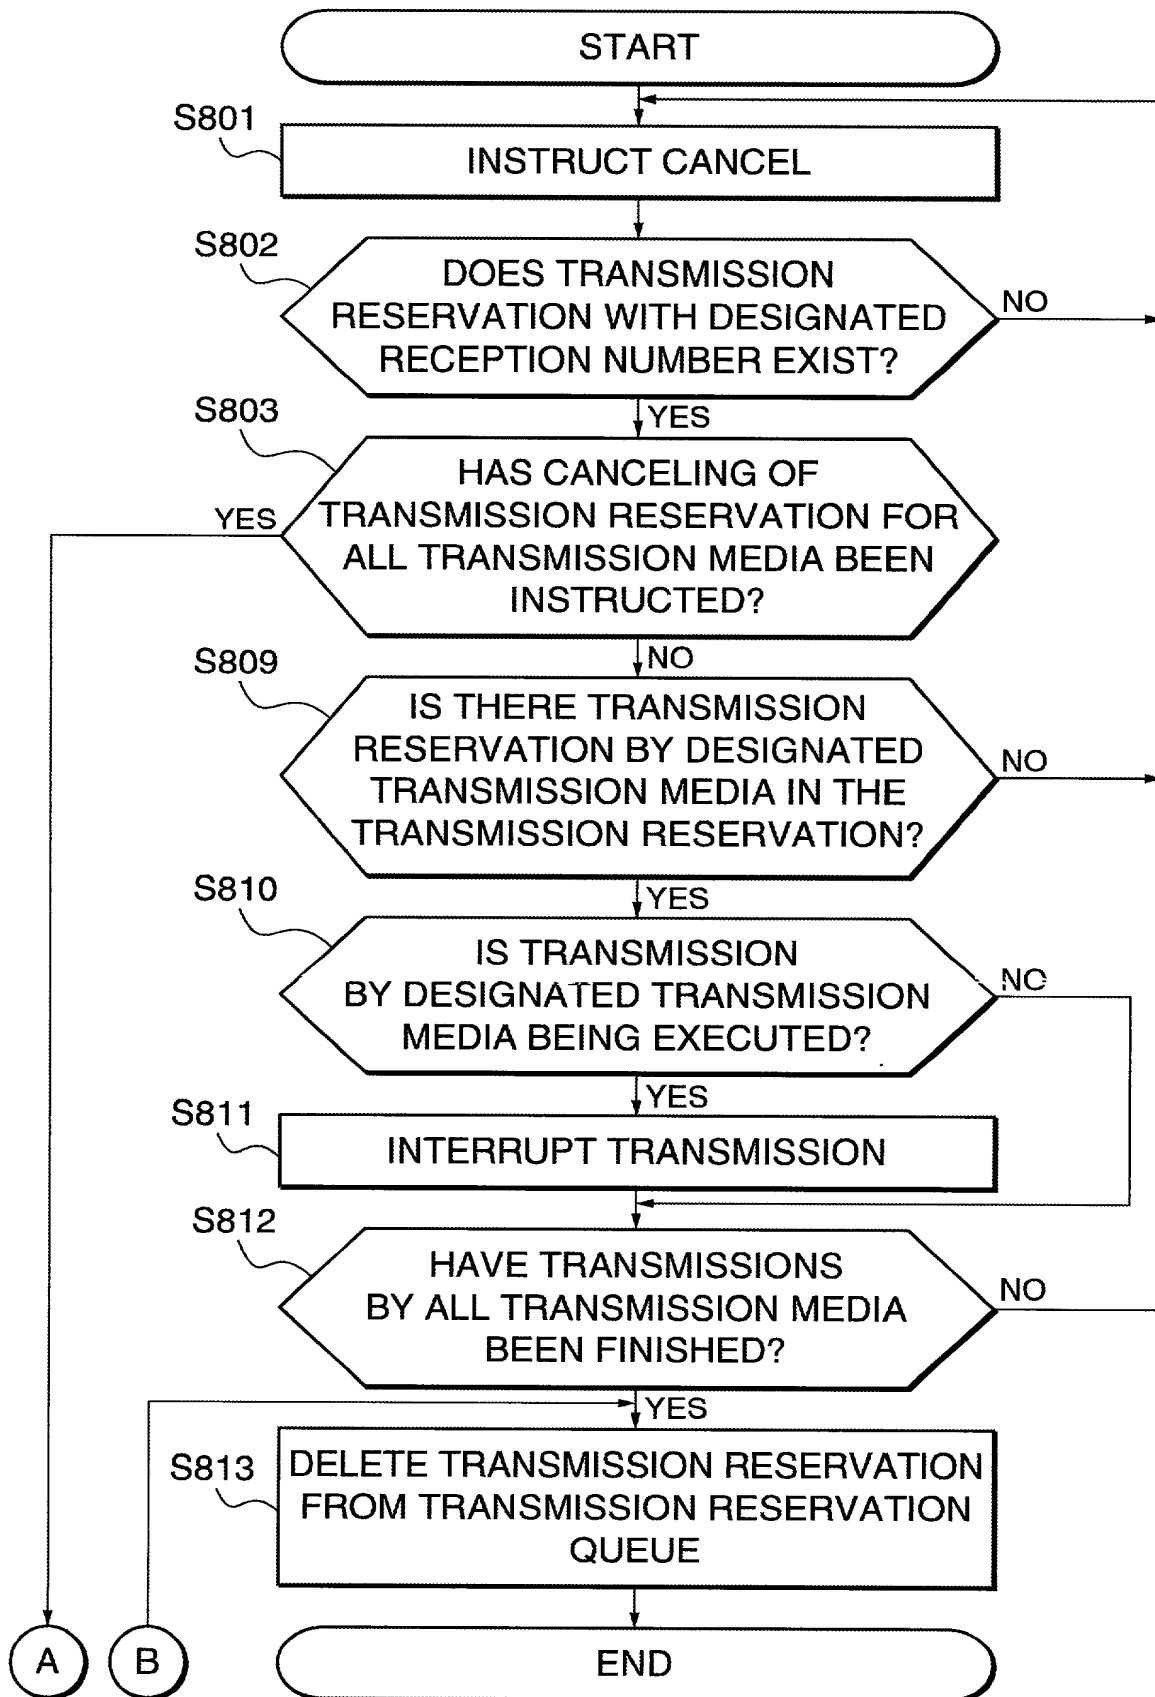 START
S801
INSTRUCT CANCEL
S802
DOES TRANSMISSION
RESERVATION WITH DESIGNATED
RECEPTION NUMBER EXIST?
NO
YES
S803
HAS CANCELING OF
TRANSMISSION RESERVATION FOR
ALL TRANSMISSION MEDIA BEEN
INSTRUCTED?
YES
NO
S809
IS THERE TRANSMISSION
RESERVATION BY DESIGNATED
TRANSMISSION MEDIA IN THE
TRANSMISSION RESERVATION?
NO
YES
S810
IS TRANSMISSION
BY DESIGNATED TRANSMISSION
MEDIA BEING EXECUTED?
NO
YES
S811
INTERRUPT TRANSMISSION
S812
HAVE TRANSMISSIONS
BY ALL TRANSMISSION MEDIA
BEEN FINISHED?
NO
YES
S813
DELETE TRANSMISSION RESERVATION
FROM TRANSMISSION RESERVATION
QUEUE
A
B
END